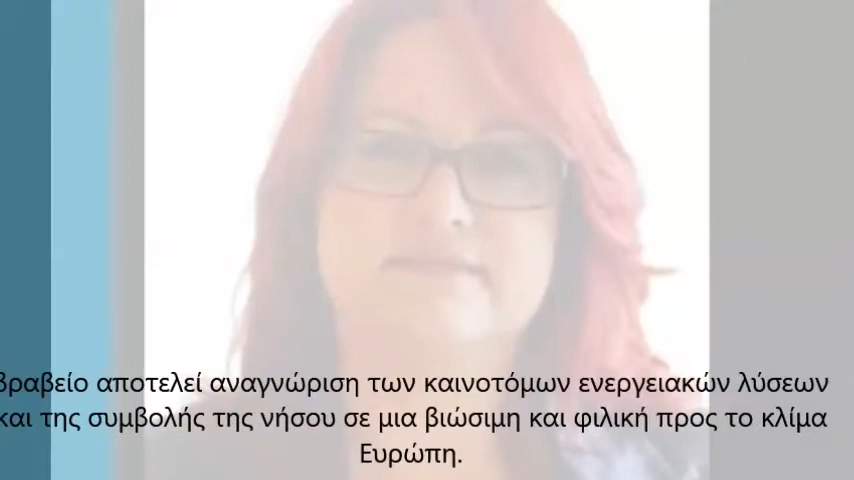 βραβείο αποτελεί αναγνώριση των καινοτόμων ενεργειακών λύσεων
και της συμβολής της νήσου σε μια βιώσιμη και φιλική προς το κλίμα
Ευρώπη.